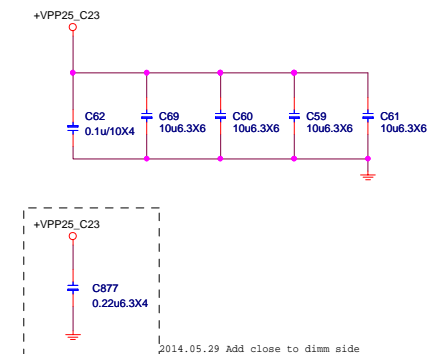 +VPP25_C23
C62
0.1u/10X4
C69
10u6.3X6
C60
10u6.3X6
C59
10u6.3X6
C61
10u6.3X6
+VPP25_C23
C877
0.22u6.3X4
2014.05.29 Add close to dimm side